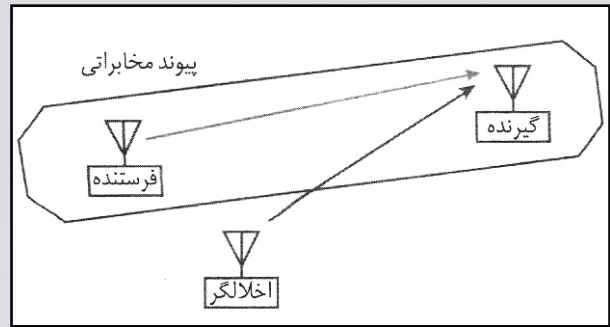 پیوند مخابراتی
گیرنده
فرستنده
اخلالگر